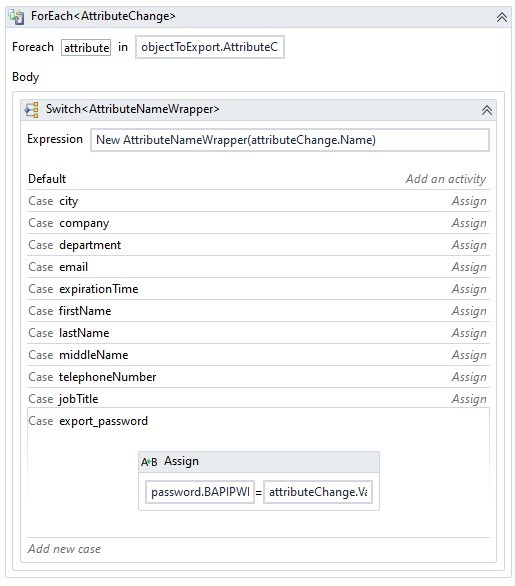 ForEach<AttributeChange>
Foreach attribute in objectToExport.AttributeC
Body
Switch<AttributeNameWrapper>
Expression New AttributeNameWrapper(attributeChange.Name)
Default Add an activity
Case city Assign
Case company Assign
Case department Assign
Case email Assign
Case expirationTime Assign
Case firstName Assign
Case lastName Assign
Case middleName Assign
Case telephoneNumber Assign
Case jobTitle Assign
Case export_password
A+B Assign
password.BAPIPWI = attributeChange.Va
Add new case